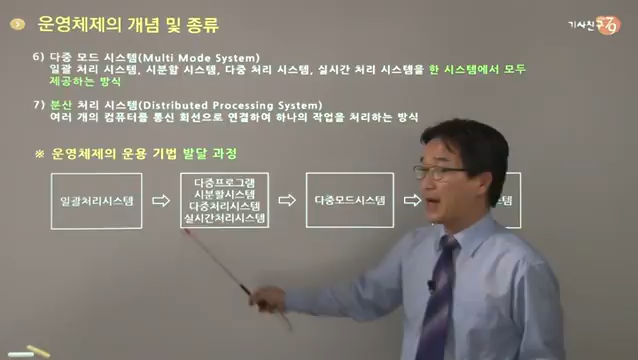 운영체제의 개념 및 종류
기사친구
6) 다중 모드 시스템(Multi Mode System)
일괄 처리 시스템, 시분할 시스템, 다중 처리 시스템, 실시간 처리 시스템을 한 시스템에서 모두
제공하는 방식
7) 분산 처리 시스템(Distributed Processing System)
여러 개의 컴퓨터를 통신 회선으로 연결하여 하나의 작업을 처리하는 방식
※ 운영체제의 운용 기법 발달 과정
일괄처리시스템
다중프로그램
시분할시스템
다중처리시스템
실시간처리시스템
다중모드시스템